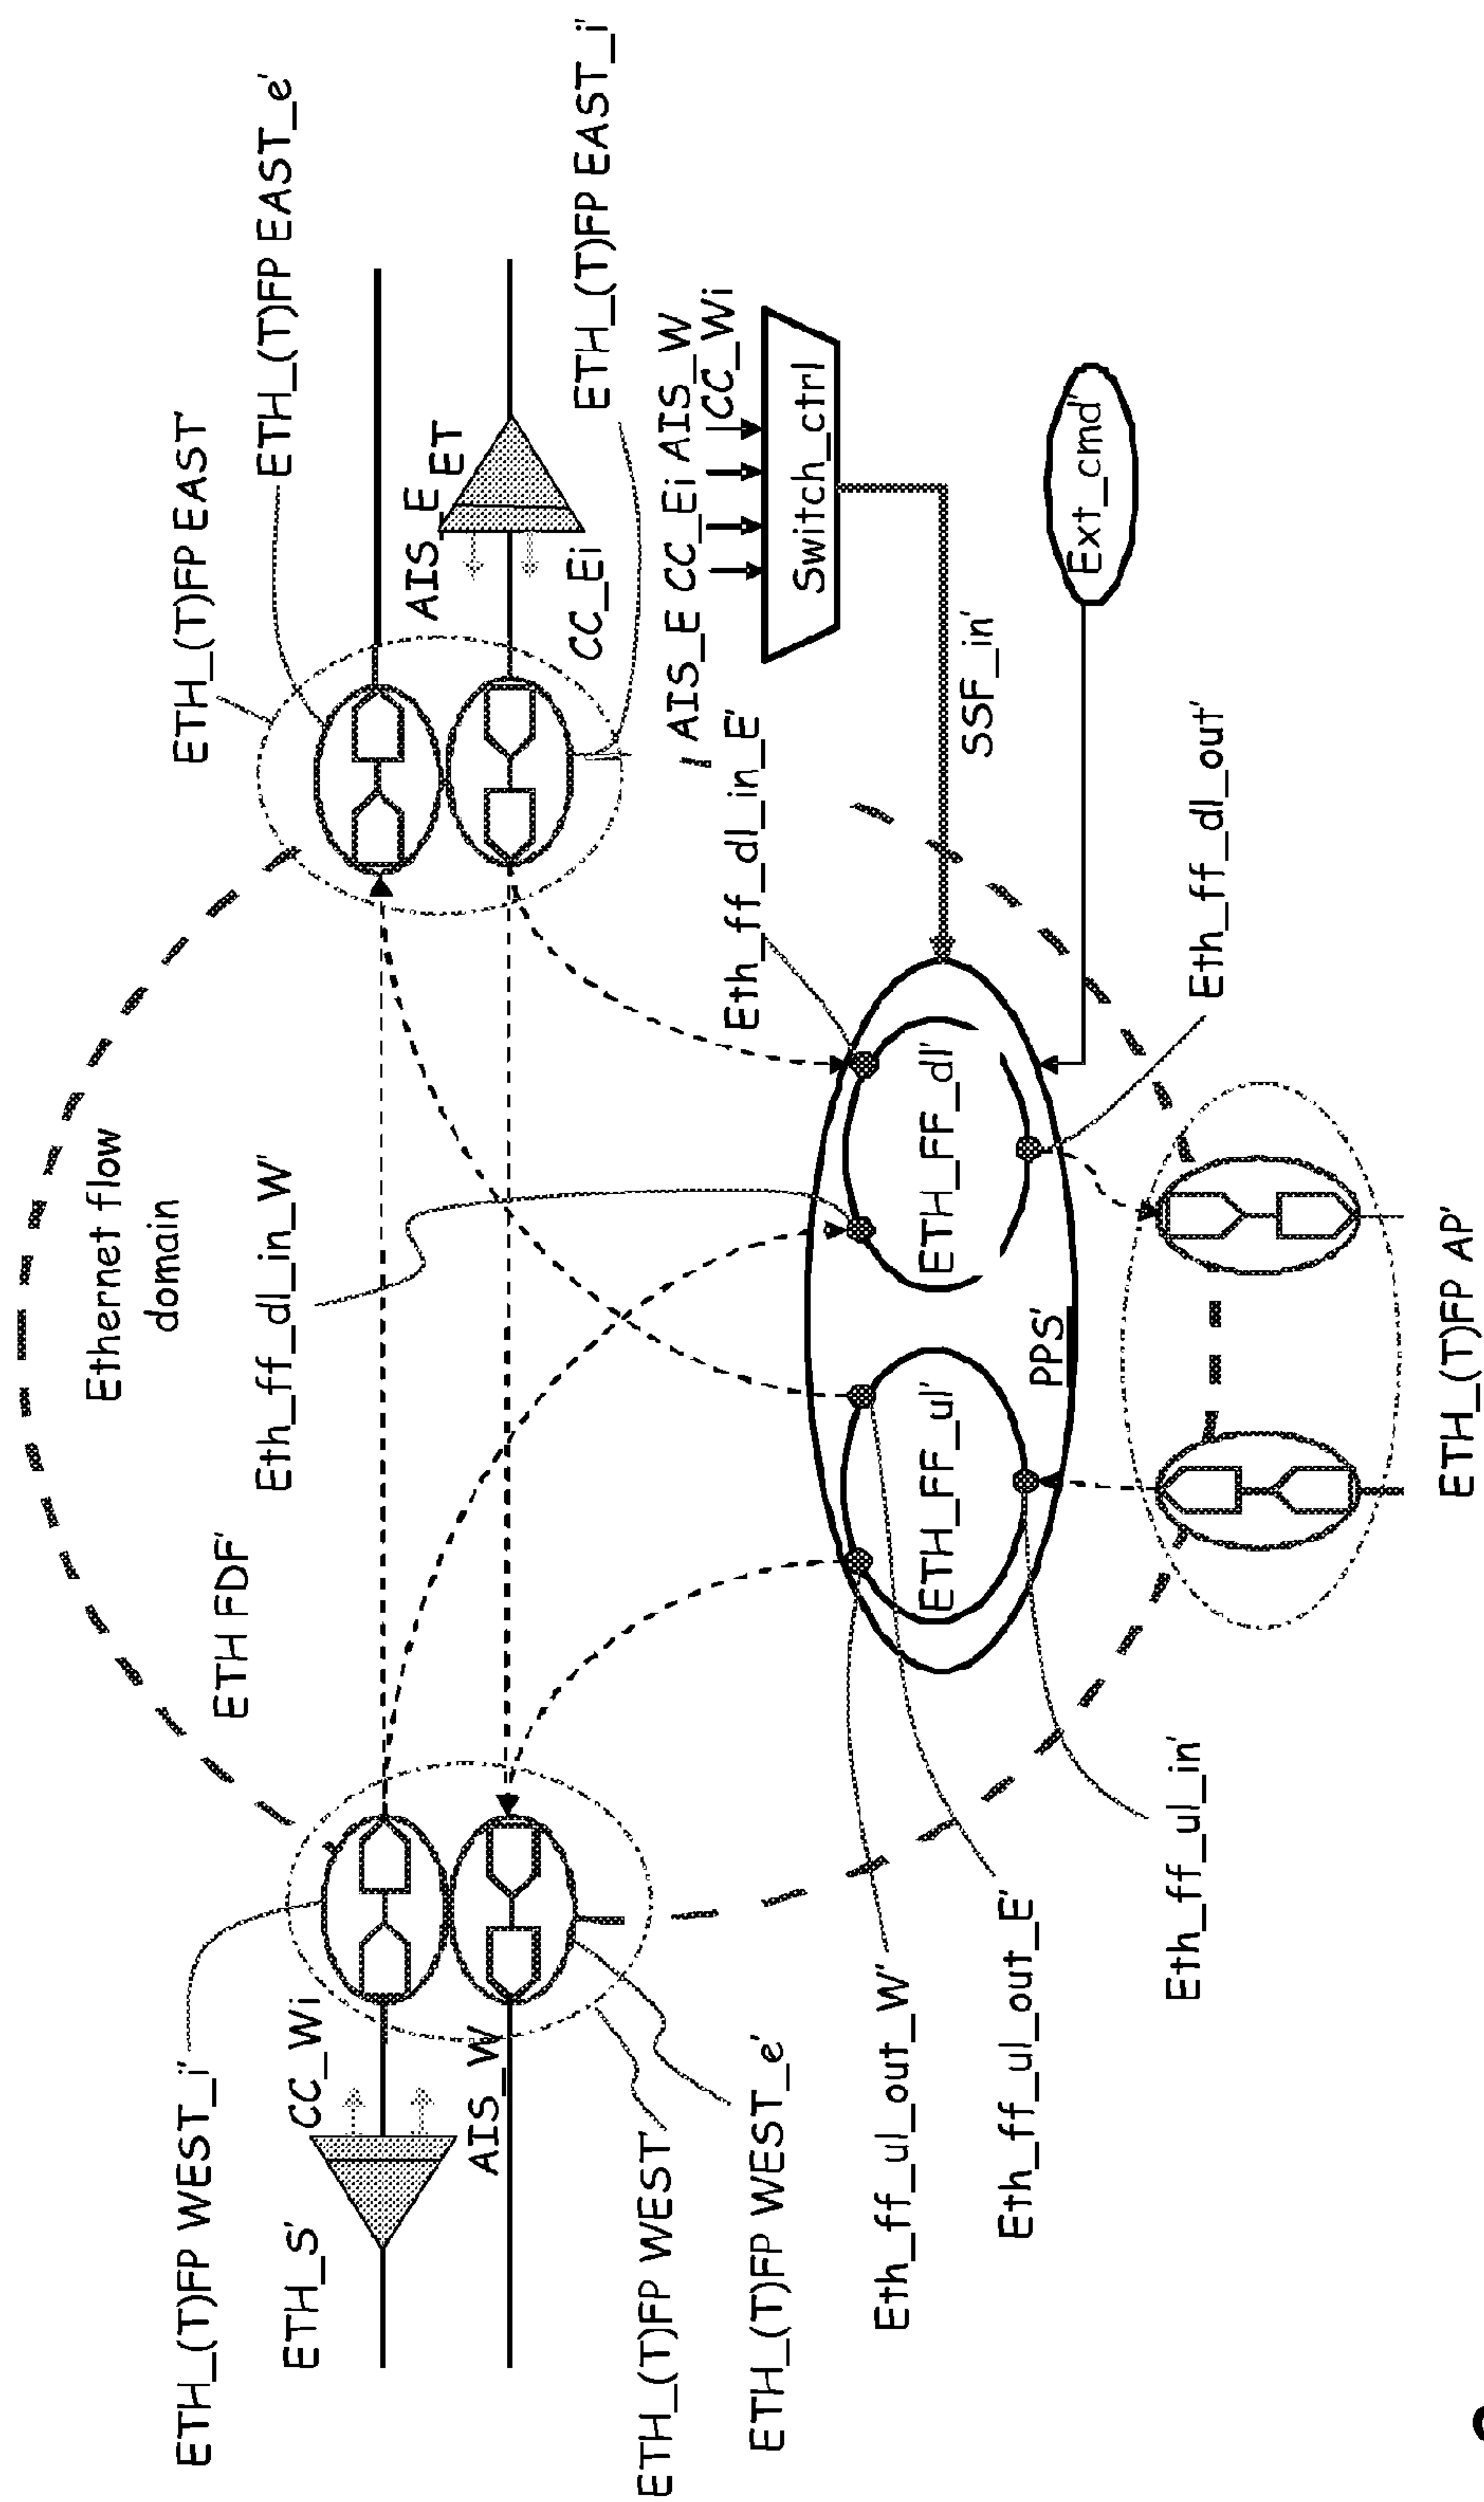 ETH_(T)FP WEST_i'
ETH_S'
CC_Wi
AIS_W
ETH_(T)FP WEST'
ETH_(T)FP WEST_e'
ETH FDF'
Ethernet flow
domain
Eth_ff_dl_in_W'
ETH_(T)FP EAST'
ETH_(T)FP EAST_e'
AIS_E
ET
CC_Ei
ETH_(T)FP EAST_i'
AIS_E CC_Ei AIS_W
CC_Wi
Switch_ctrl
Eth_ff_dl_in_E'
SSF_in'
Ext_cmd'
Eth_ff_dl_out'
ETH_FF_ul'
ETH_FF_dl'
PPS'
Eth_ff_ul_out_W'
Eth_ff_ul_out_E'
Eth_ff_ul_in'
ETH_(T)FP AP'